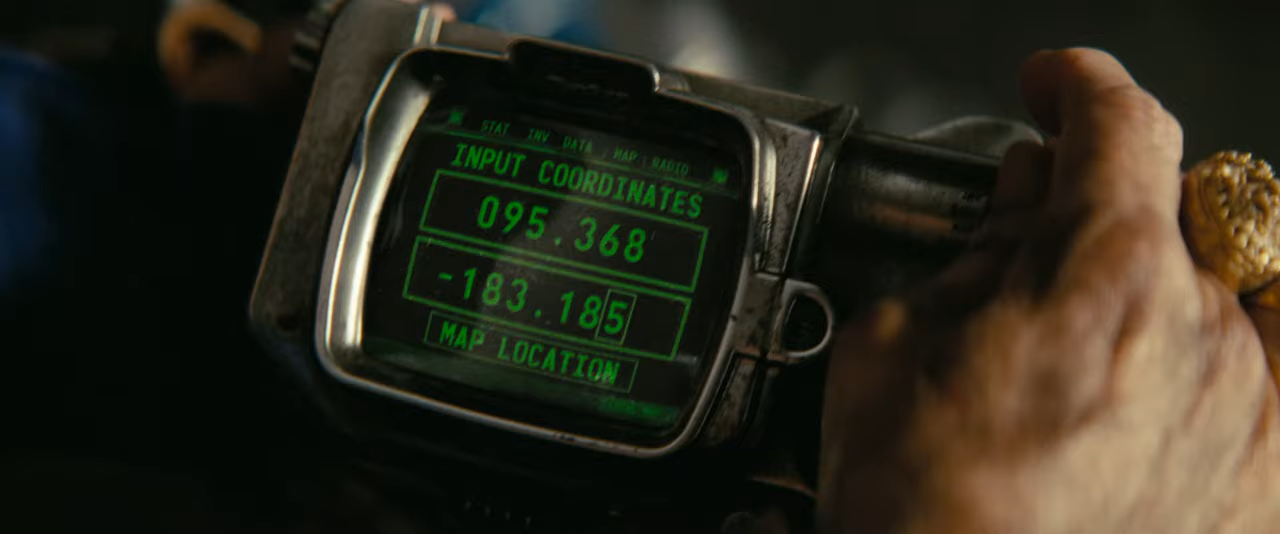 STAT INV DATA MAP RADIO
INPUT COORDINATES
095.368
-183.185
MAP LOCATION